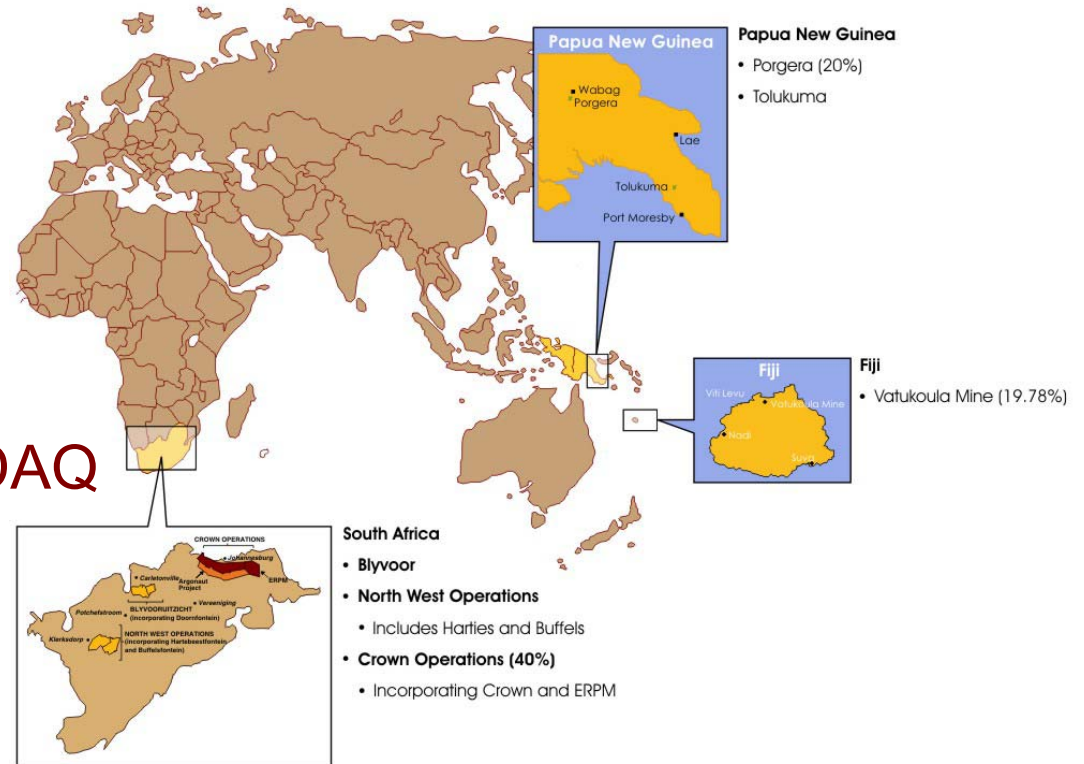 Papua New Guinea
Wabag
Porgera
Lae
Tolukuma
Port Moresby
Papua New Guinea
• Porgera (20%)
• Tolukuma
Fiji
Viti Levu
Vatukoula Mine
Nadi
Suva
Fiji
• Vatukoula Mine (19.78%)
DAQ
CROWN OPERATIONS
Johannesburg
Carletonville
Argonaut
Project
ERPM
BLYVOORUITZICHT
(Incorporating Doornfontein)
Vereeniging
Potchefstroom
Klerksdorp
NORTH WEST OPERATIONS
(incorporating Hartebeestfontein
and Buffelsfontein)
South Africa
• Blyvoor
• North West Operations
• Includes Harties and Buffels
• Crown Operations (40%)
• Incorporating Crown and ERPM